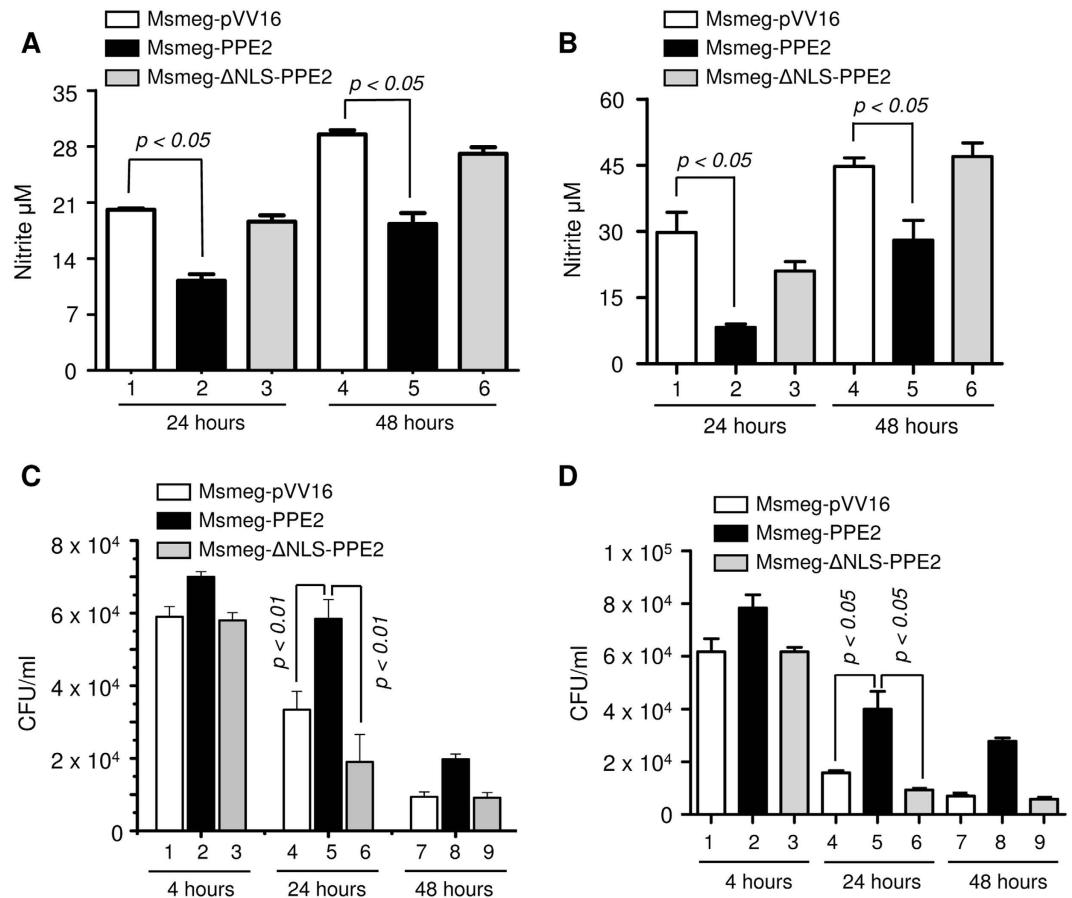 A
Msmeg-pVV16
Msmeg-PPE2
Msmeg-ΔNLS-PPE2
Nitrite µM
35
28
21
14
7
0
p < 0.05
p < 0.05
1 2 3 4 5 6
24 hours 48 hours
B
Msmeg-pVV16
Msmeg-PPE2
Msmeg-ΔNLS-PPE2
Nitrite µM
60
45
30
15
0
p < 0.05
p < 0.05
1 2 3 4 5 6
24 hours 48 hours
C
Msmeg-pVV16
Msmeg-PPE2
Msmeg-ΔNLS-PPE2
CFU/ml
8 x 10⁴
6 x 10⁴
4 x 10⁴
2 x 10⁴
0
p < 0.01
p < 0.01
1 2 3 4 5 6 7 8 9
4 hours 24 hours 48 hours
D
Msmeg-pVV16
Msmeg-PPE2
Msmeg-ΔNLS-PPE2
CFU/ml
1 x 10⁵
8 x 10⁴
6 x 10⁴
4 x 10⁴
2 x 10⁴
0
p < 0.05
p < 0.05
1 2 3 4 5 6 7 8 9
4 hours 24 hours 48 hours